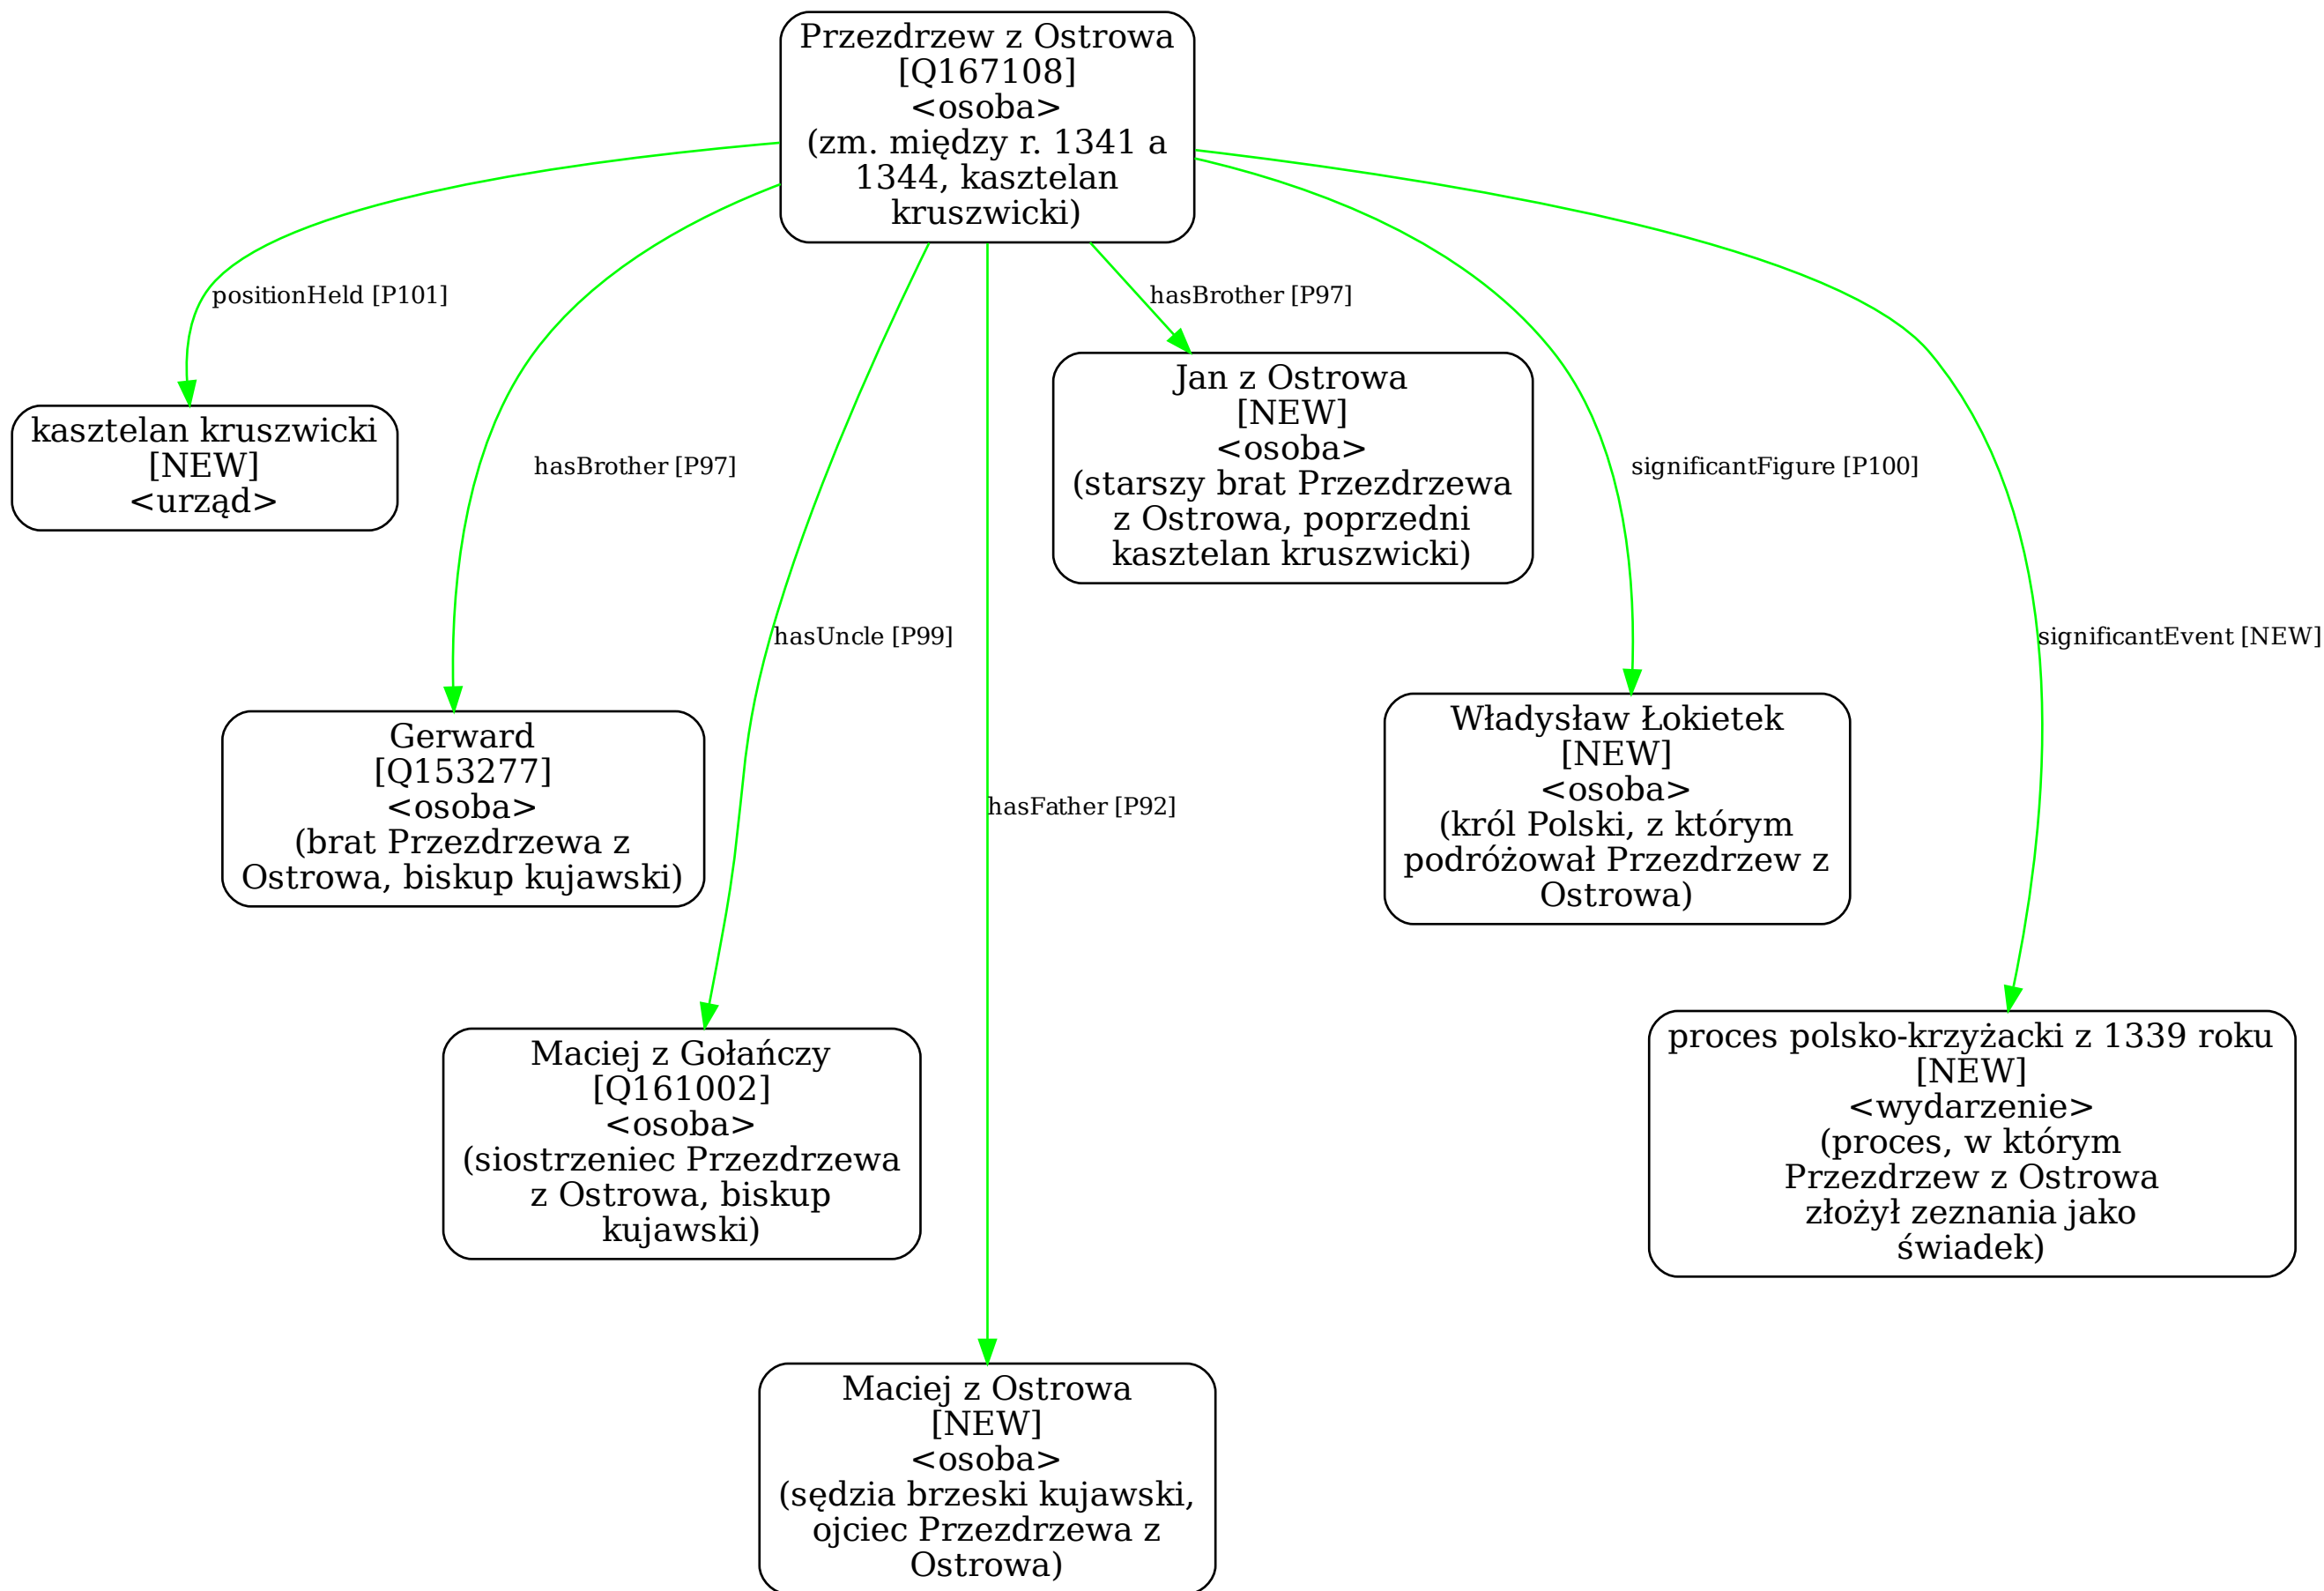 Przezdrzew z Ostrowa
[Q167108]
<osoba>
(zm. między r. 1341 a
1344, kasztelan
kruszwicki)
positionHeld [P101]
hasBrother [P97]
kasztelan kruszwicki
[NEW]
<urząd>
Jan z Ostrowa
[NEW]
<osoba>
(starszy brat Przezdrzewa
z Ostrowa, poprzedni
kasztelan kruszwicki)
hasBrother [P97]
significantFigure [P100]
hasUncle [P99]
significantEvent [NEW]
Gerward
[Q153277]
<osoba>
(brat Przezdrzewa z
Ostrowa, biskup kujawski)
hasFather [P92]
Władysław Łokietek
[NEW]
<osoba>
(król Polski, z którym
podróżował Przezdrzew z
Ostrowa)
Maciej z Gołańczy
[Q161002]
<osoba>
(siostrzeniec Przezdrzewa
z Ostrowa, biskup
kujawski)
proces polsko-krzyżacki z 1339 roku
[NEW]
<wydarzenie>
(proces, w którym
Przezdrzew z Ostrowa
złożył zeznania jako
świadek)
Maciej z Ostrowa
[NEW]
<osoba>
(sędzia brzeski kujawski,
ojciec Przezdrzewa z
Ostrowa)